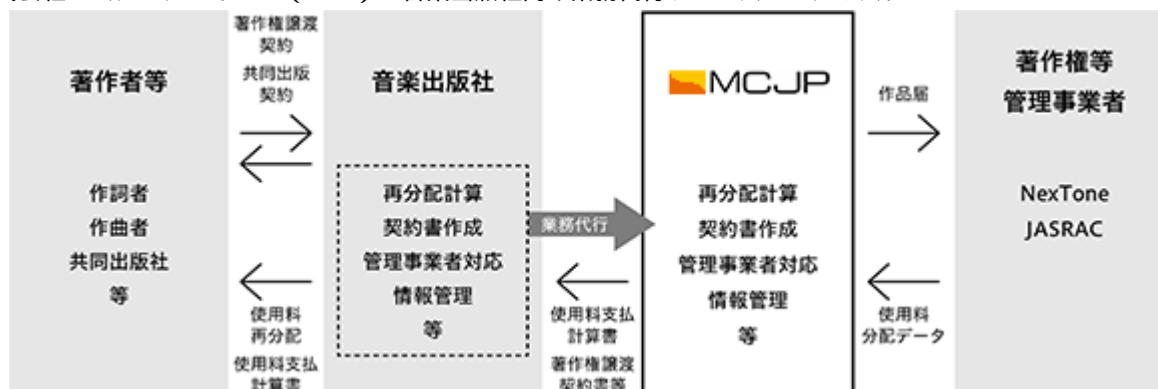 著作者等
作詞者
作曲者
共同出版社
等
著作権譲渡
契約
共同出版
契約
使用料
再分配
使用料支払
計算書
音楽出版社
再分配計算
契約書作成
管理事業者対応
情報管理
等
業務代行
使用料支払
計算書
著作権譲渡
契約書等
MCJP
再分配計算
契約書作成
管理事業者対応
情報管理
等
作品届
使用料
分配データ
著作権等
管理事業者
NexTone
JASRAC